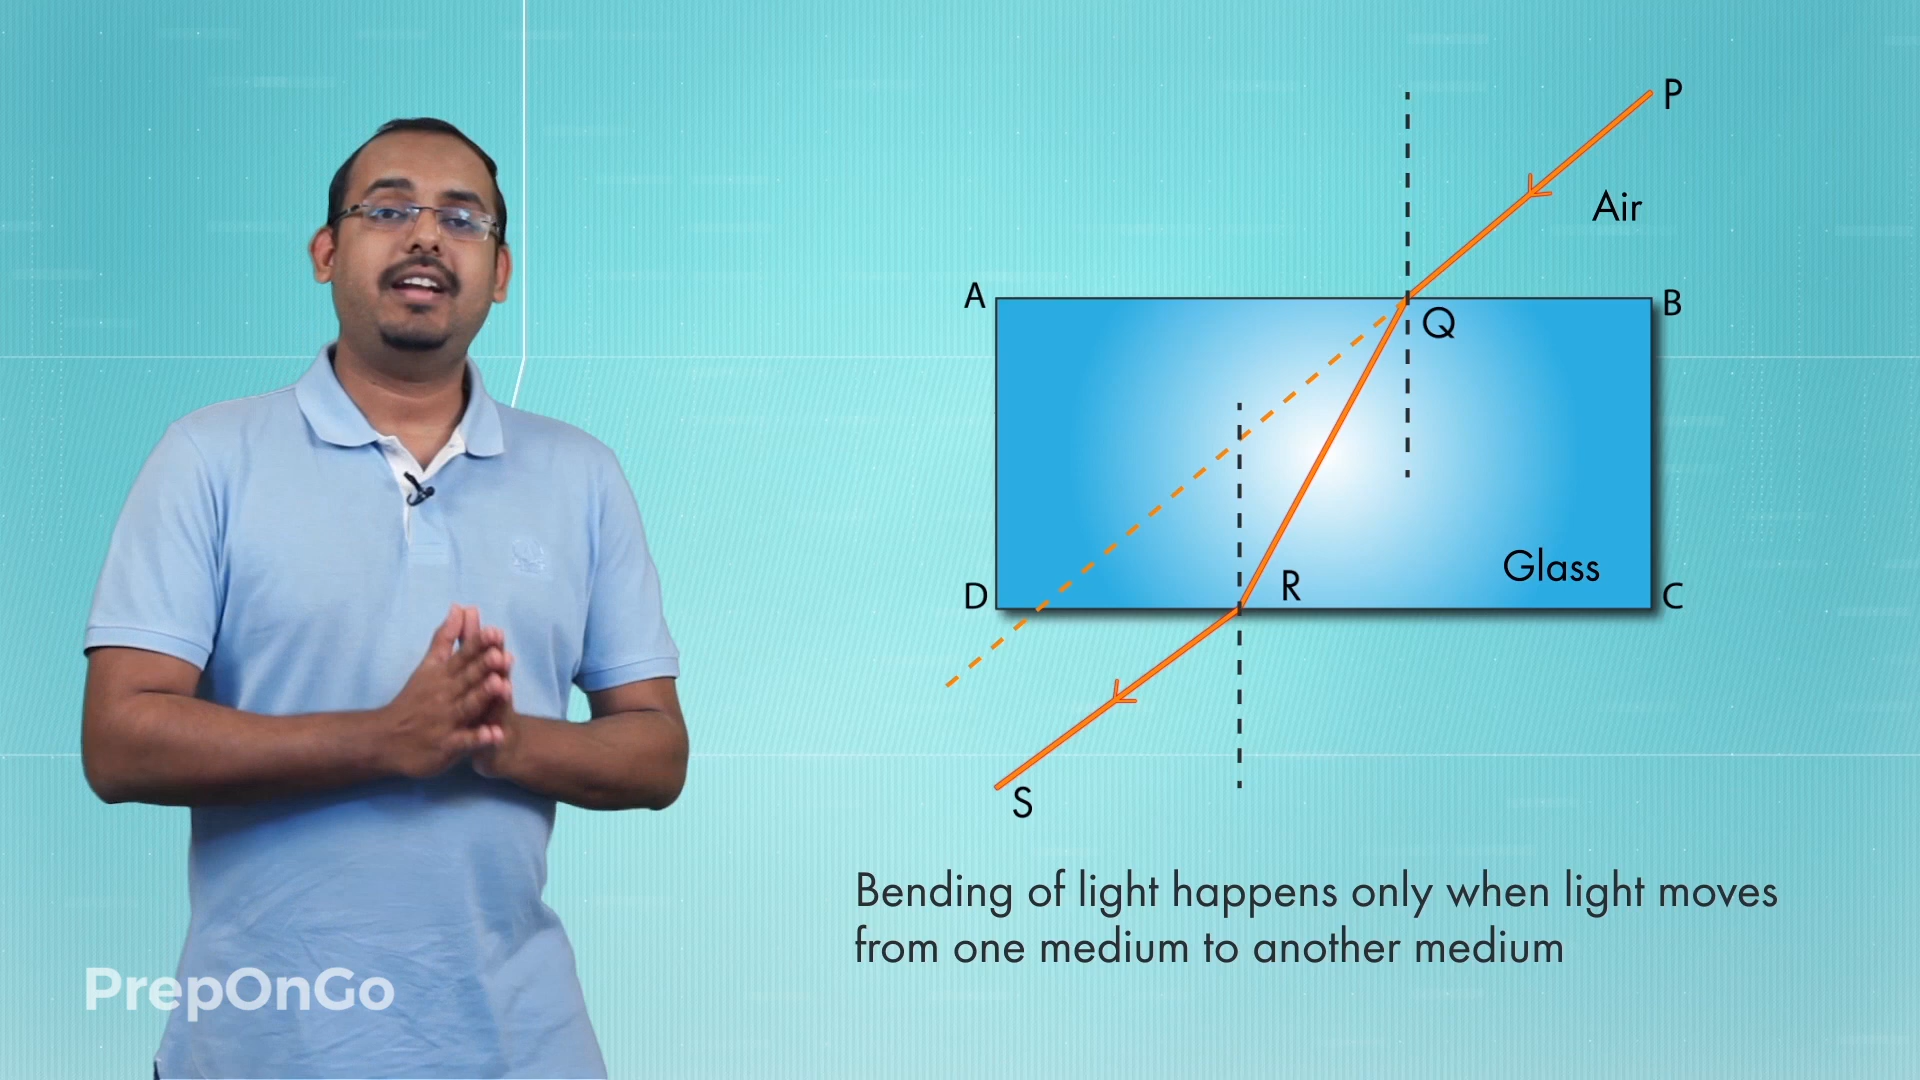 P
Air
A
B
Q
Glass
R
D
C
S
Bending of light happens only when light moves
from one medium to another medium
PrepOnGo